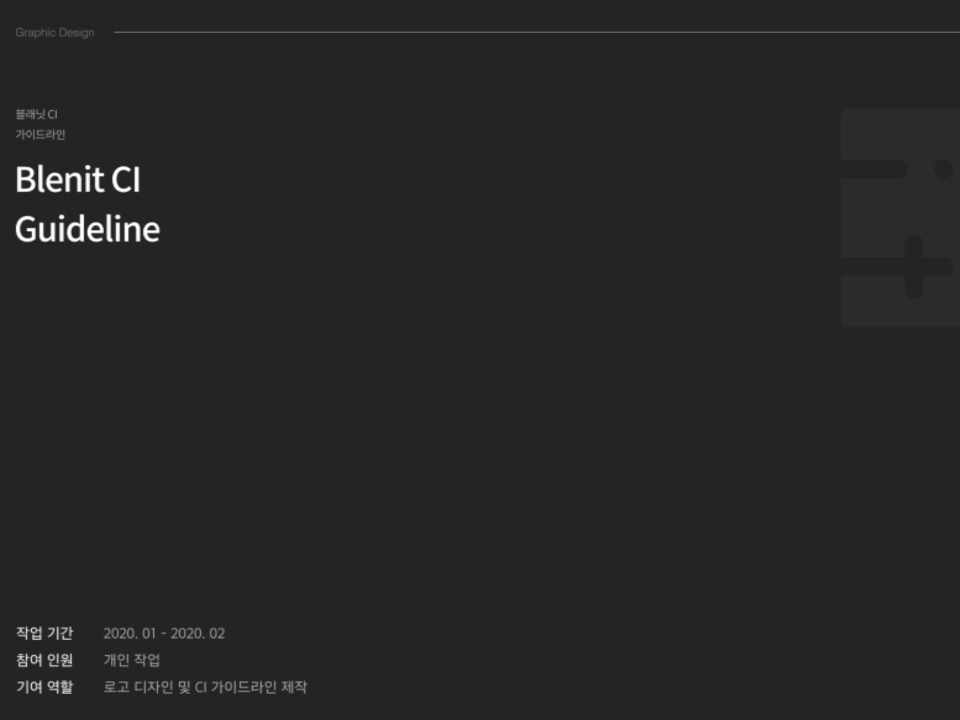 Graphic Design
블래닛 CI
가이드라인
Blenit CI
Guideline
작업 기간 2020. 01 - 2020. 02
참여 인원 개인 작업
기여 역할 로고 디자인 및 CI 가이드라인 제작